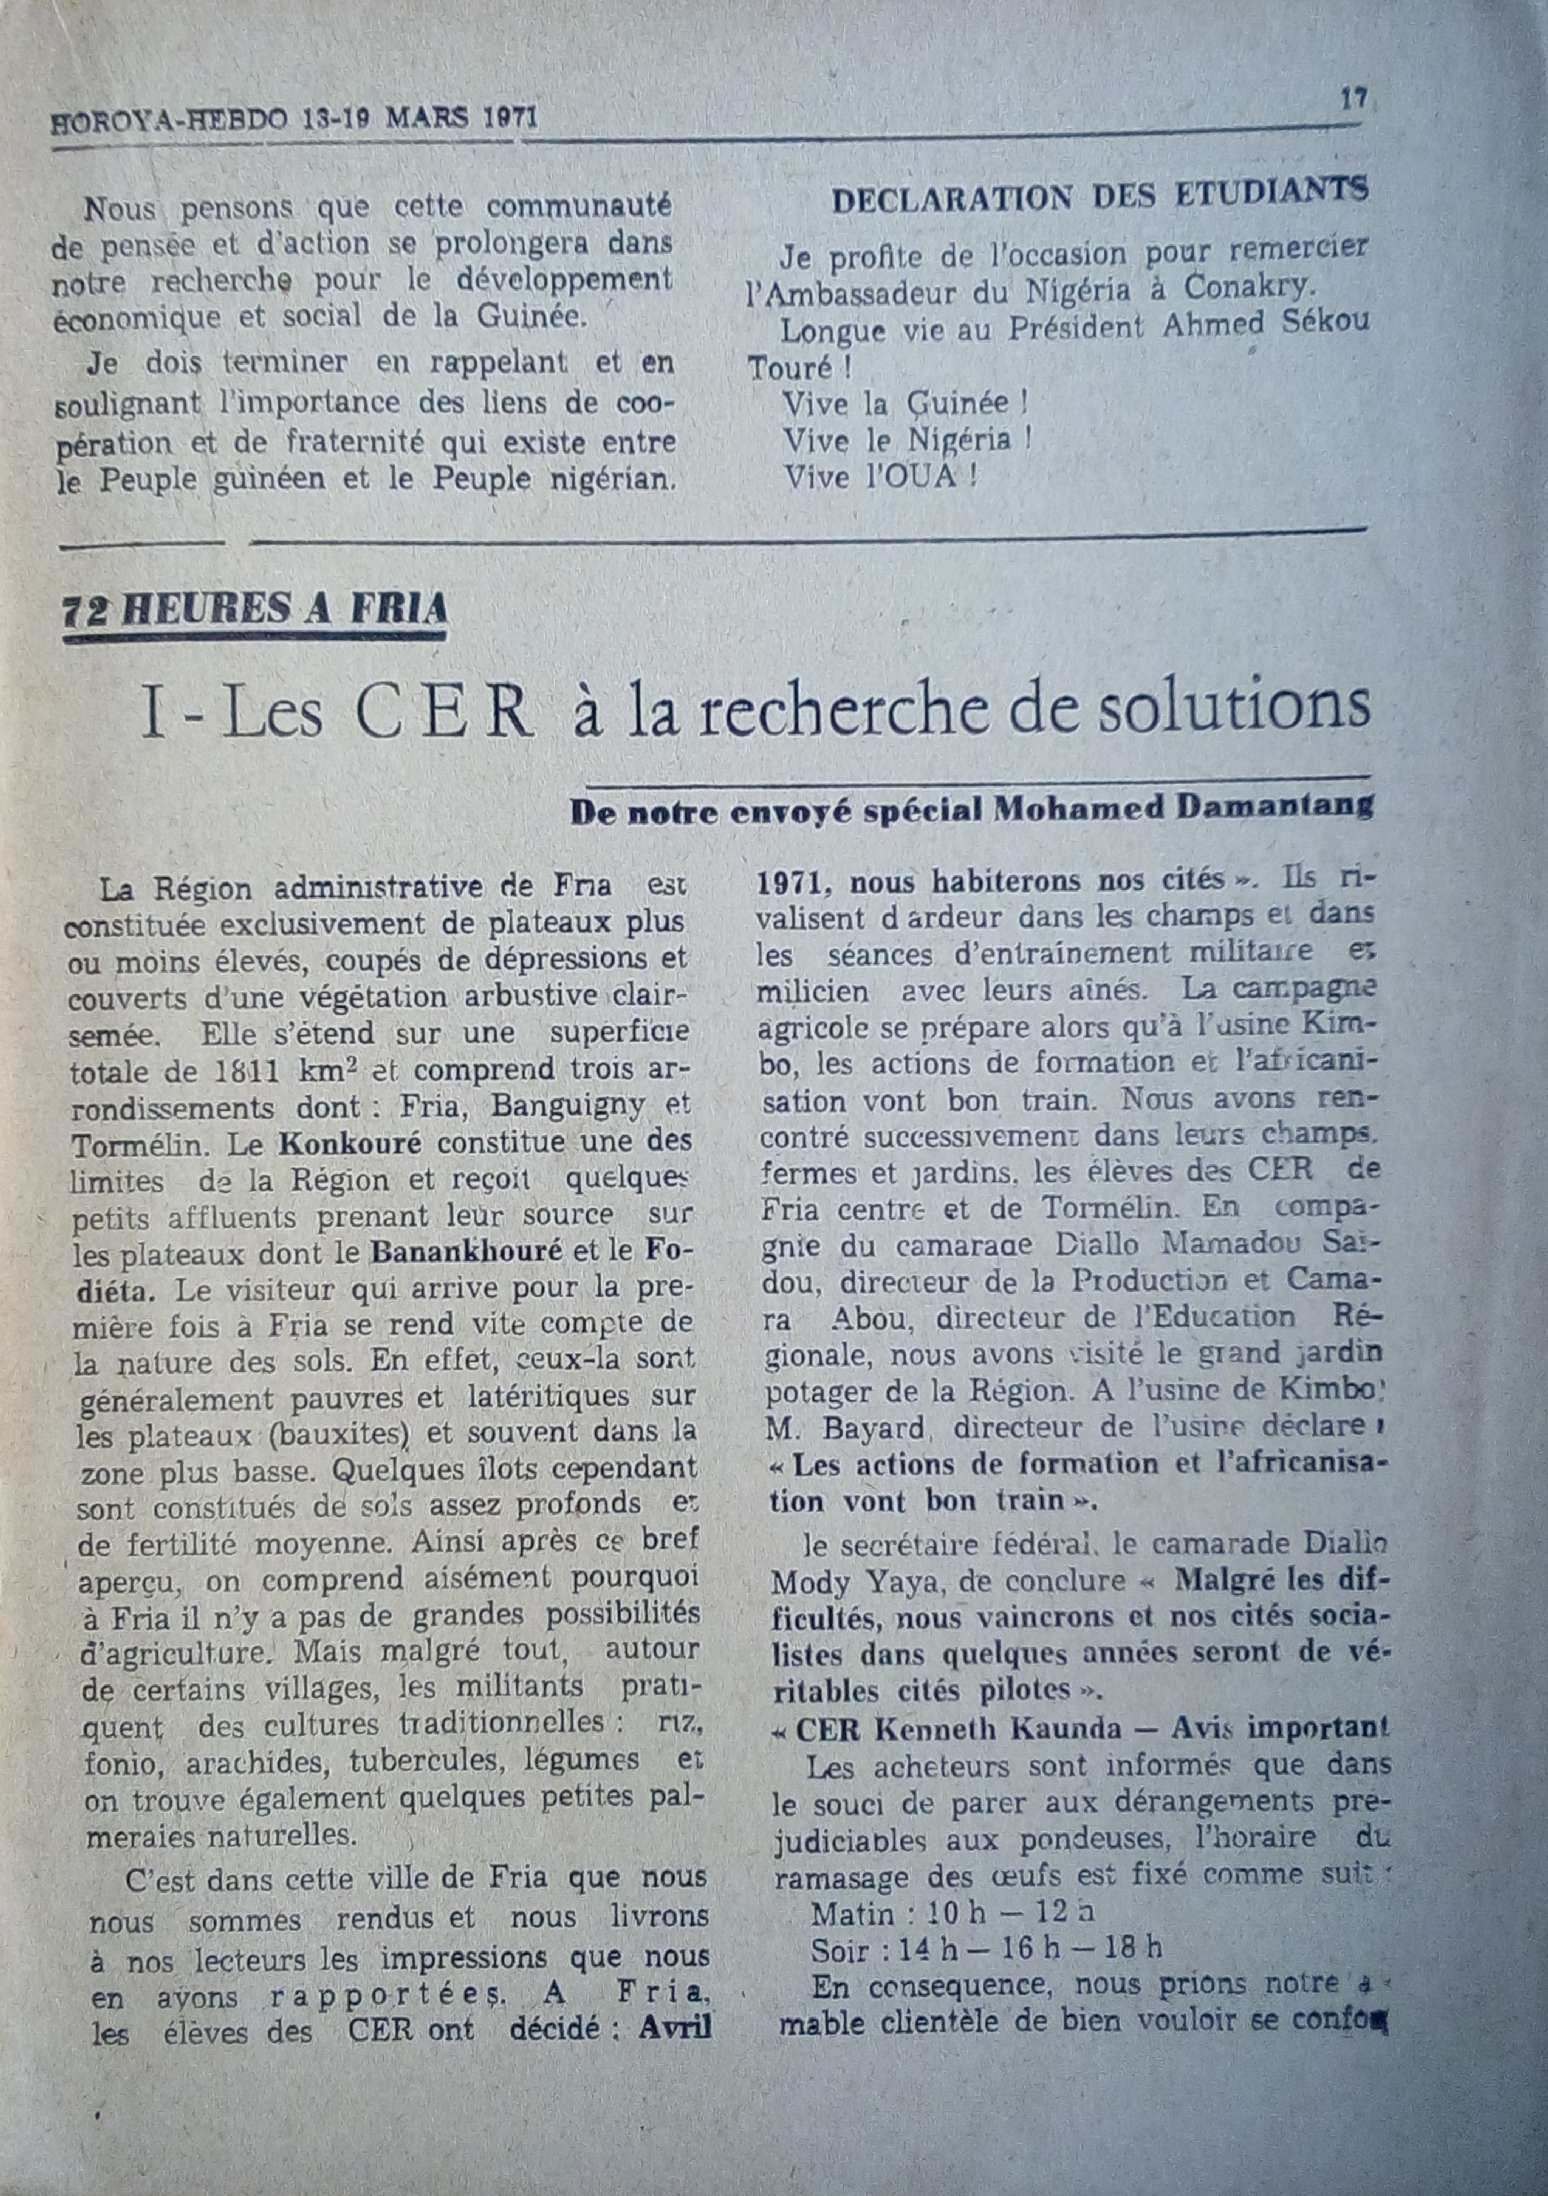 HOROYA-HEBDO 13-19 MARS 1971
17
Nous pensons que cette communauté
de pensée et d'action se prolongera dans
notre recherche pour le développement
économique et social de la Guinée.
Je dois terminer en rappelant et en
soulignant l'importance des liens de coo-
pération et de fraternité qui existe entre
le Peuple guinéen et le Peuple nigérian.
DECLARATION DES ETUDIANTS
Je profite de l'occasion pour remercier
l'Ambassadeur du Nigéria à Conakry.
Longue vie au Président Ahmed Sékou
Touré !
Vive la Guinée !
Vive le Nigéria !
Vive l'OUA !
72 HEURES A FRIA
I - Les CER à la recherche de solutions
De notre envoyé spécial Mohamed Damantang
La Région administrative de Fria est
constituée exclusivement de plateaux plus
ou moins élevés, coupés de dépressions et
couverts d'une végétation arbustive clair-
semée. Elle s'étend sur une superficie
totale de 1811 km² et comprend trois ar-
rondissements dont : Fria, Banguigny et
Tormélin. Le Konkouré constitue une des
limites de la Région et reçoit quelques
petits affluents prenant leur source sur
les plateaux dont le Banankhouré et le Fo-
diéta. Le visiteur qui arrive pour la pre-
mière fois à Fria se rend vite compte de
la nature des sols. En effet, ceux-la sont
généralement pauvres et latéritiques sur
les plateaux (bauxites) et souvent dans la
zone plus basse. Quelques îlots cependant
sont constitués de sols assez profonds et
de fertilité moyenne. Ainsi après ce bref
aperçu, on comprend aisément pourquoi
à Fria il n'y a pas de grandes possibilités
d'agriculture. Mais malgré tout, autour
de certains villages, les militants prati-
quent des cultures traditionnelles : riz,
fonio, arachides, tubercules, légumes et
on trouve également quelques petites pal-
meraies naturelles.
C'est dans cette ville de Fria que nous
nous sommes rendus et nous livrons
à nos lecteurs les impressions que nous
en avons rapportées. A Fria,
les élèves des CER ont décidé : Avril
1971, nous habiterons nos cités ». Ils ri-
valisent d ardeur dans les champs et dans
les séances d'entraînement militaire et
milicien avec leurs aînés. La campagne
agricole se prépare alors qu'à l'usine Kim-
bo, les actions de formation et l'africani-
sation vont bon train. Nous avons ren-
contré successivement dans leurs champs,
fermes et jardins, les élèves des CER de
Fria centre et de Tormélin. En compa-
gnie du camarade Diallo Mamadou Saï-
dou, directeur de la Production et Cama-
ra Abou, directeur de l'Education Ré-
gionale, nous avons visité le grand jardin
potager de la Région. A l'usine de Kimbo,
M. Bayard, directeur de l'usine déclare :
« Les actions de formation et l'africanisa-
tion vont bon train ».
le secrétaire fédéral, le camarade Diallo
Mody Yaya, de conclure « Malgré les dif-
ficultés, nous vaincrons et nos cités socia-
listes dans quelques années seront de vé-
ritables cités pilotes ».
« CER Kenneth Kaunda — Avis important
Les acheteurs sont informés que dans
le souci de parer aux dérangements pre-
judiciables aux pondeuses, l'horaire du
ramasage des œufs est fixé comme suit :
Matin : 10 h — 12 h
Soir : 14 h — 16 h — 18 h
En consequence, nous prions notre a-
mable clientèle de bien vouloir se confor